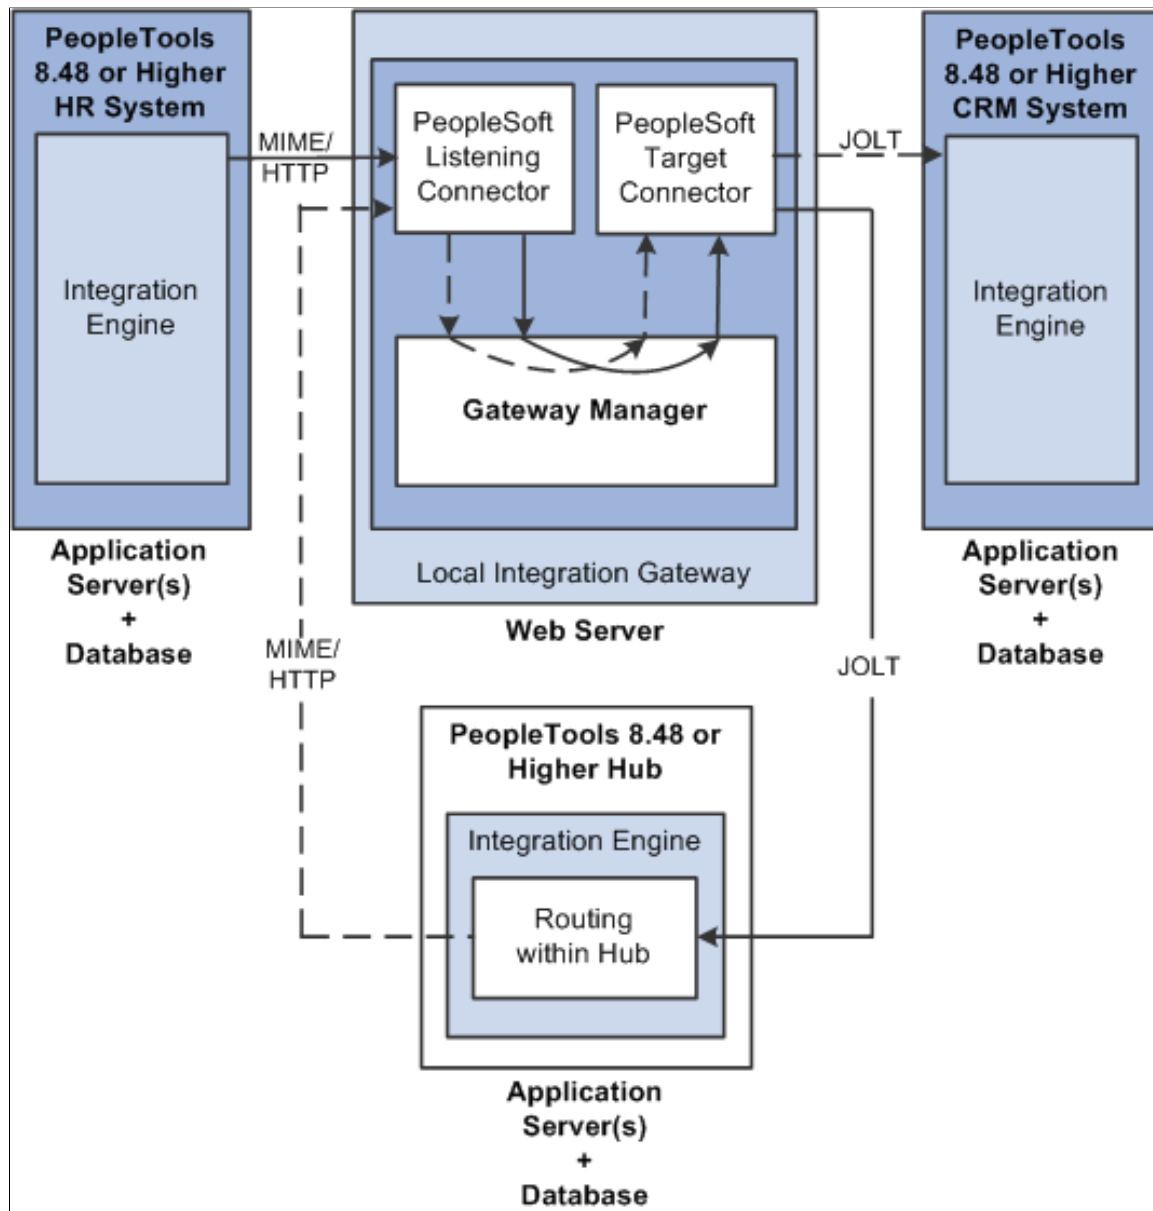 PeopleTools
8.48 or Higher
HR System
Integration
Engine
Application
Server(s)
+
Database
MIME/
HTTP
PeopleSoft
Listening
Connector
PeopleSoft
Target
Connector
Gateway Manager
Local Integration Gateway
Web Server
JOLT
PeopleTools
8.48 or Higher
CRM System
Integration
Engine
Application
Server(s)
+
Database
MIME/
HTTP
JOLT
PeopleTools 8.48 or
Higher Hub
Integration Engine
Routing
within Hub
Application
Server(s)
+
Database